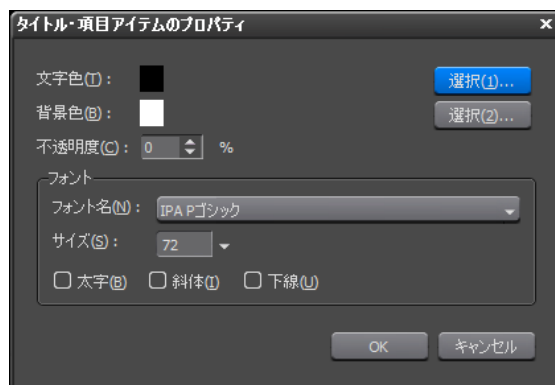 タイトル・項目アイテムのプロパティ x
文字色(T)： 選択(1)...
背景色(B)： 選択(2)...
不透明度(C)： 0 %
フォント
フォント名(N)： IPA Pゴシック
サイズ(S)： 72
太字(B) 斜体(I) 下線(U)
OK キャンセル